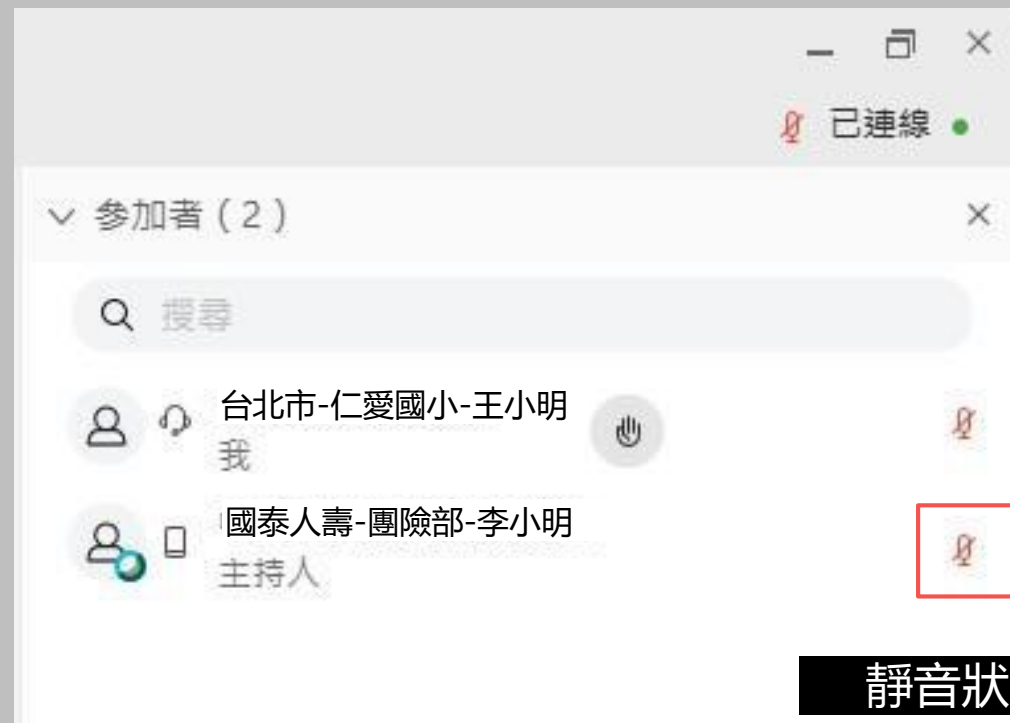 已連線
參加者 ( 2 )
搜尋
台北市-仁愛國小-王小明
我
國泰人壽-團險部-李小明
主持人
靜音狀